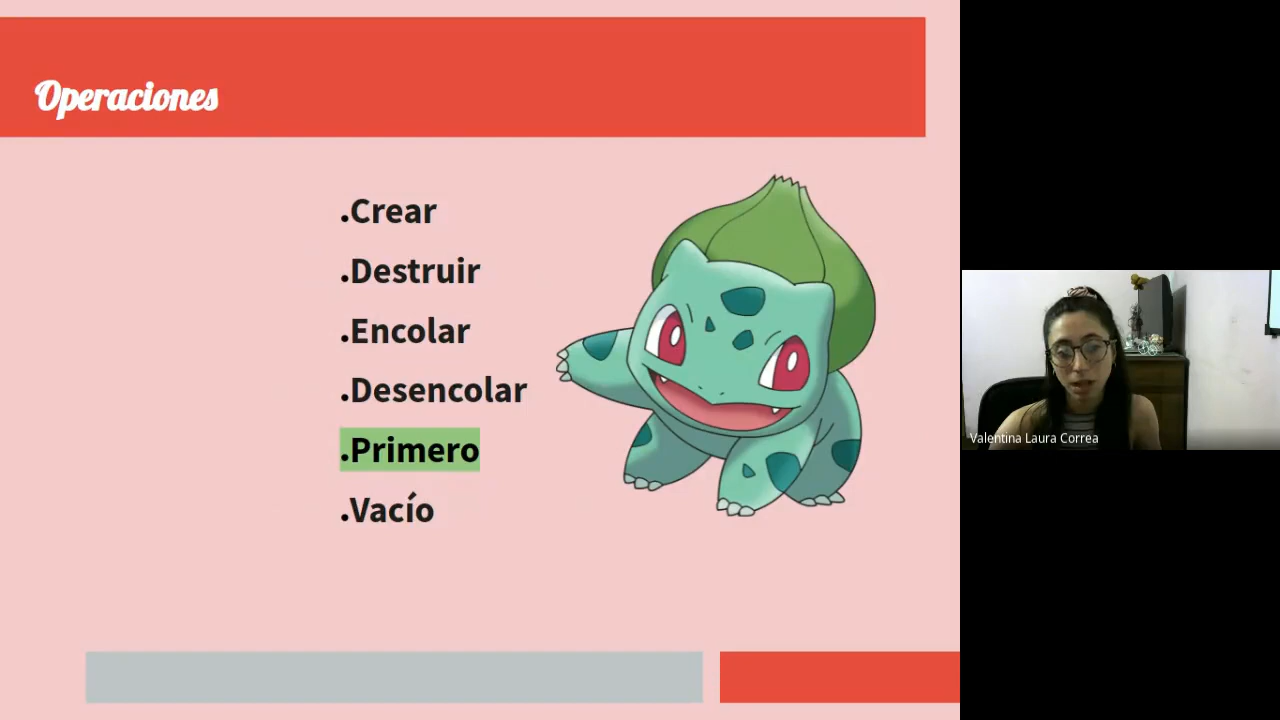 Operaciones
.Crear
.Destruir
.Encolar
.Desencolar
.Primero
.Vacío
Valentina Laura Correa